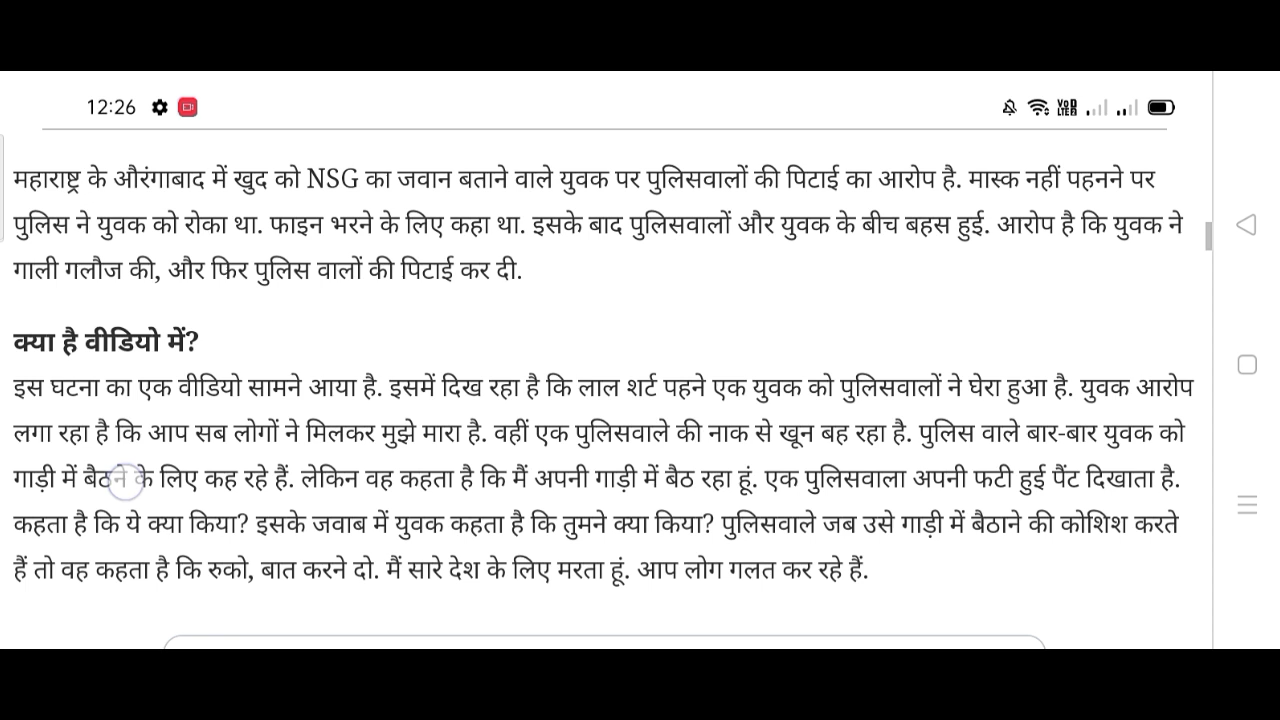 12:26
महाराष्ट्र के औरंगाबाद में खुद को NSG का जवान बताने वाले युवक पर पुलिसवालों की पिटाई का आरोप है. मास्क नहीं पहनने पर
पुलिस ने युवक को रोका था. फाइन भरने के लिए कहा था. इसके बाद पुलिसवालों और युवक के बीच बहस हुई. आरोप है कि युवक ने
गाली गलौज की, और फिर पुलिस वालों की पिटाई कर दी.
क्या है वीडियो में?
इस घटना का एक वीडियो सामने आया है. इसमें दिख रहा है कि लाल शर्ट पहने एक युवक को पुलिसवालों ने घेरा हुआ है. युवक आरोप
लगा रहा है कि आप सब लोगों ने मिलकर मुझे मारा है. वहीं एक पुलिसवाले की नाक से खून बह रहा है. पुलिस वाले बार-बार युवक को
गाड़ी में बैठने के लिए कह रहे हैं. लेकिन वह कहता है कि मैं अपनी गाड़ी में बैठ रहा हूं. एक पुलिसवाला अपनी फटी हुई पैंट दिखाता है.
कहता है कि ये क्या किया? इसके जवाब में युवक कहता है कि तुमने क्या किया? पुलिसवाले जब उसे गाड़ी में बैठाने की कोशिश करते
हैं तो वह कहता है कि रुको, बात करने दो. मैं सारे देश के लिए मरता हूं. आप लोग गलत कर रहे हैं.